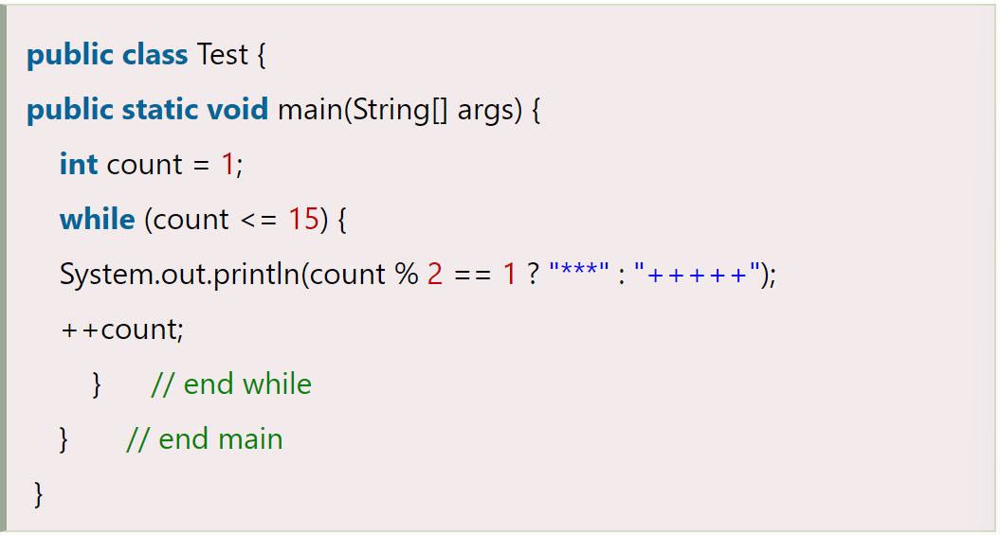 public class Test {
public static void main(String[] args) {
int count = 1;
while (count <= 15) {
System.out.println(count % 2 == 1 ? "***" : "+++++");
++count;
} // end while
} // end main
}